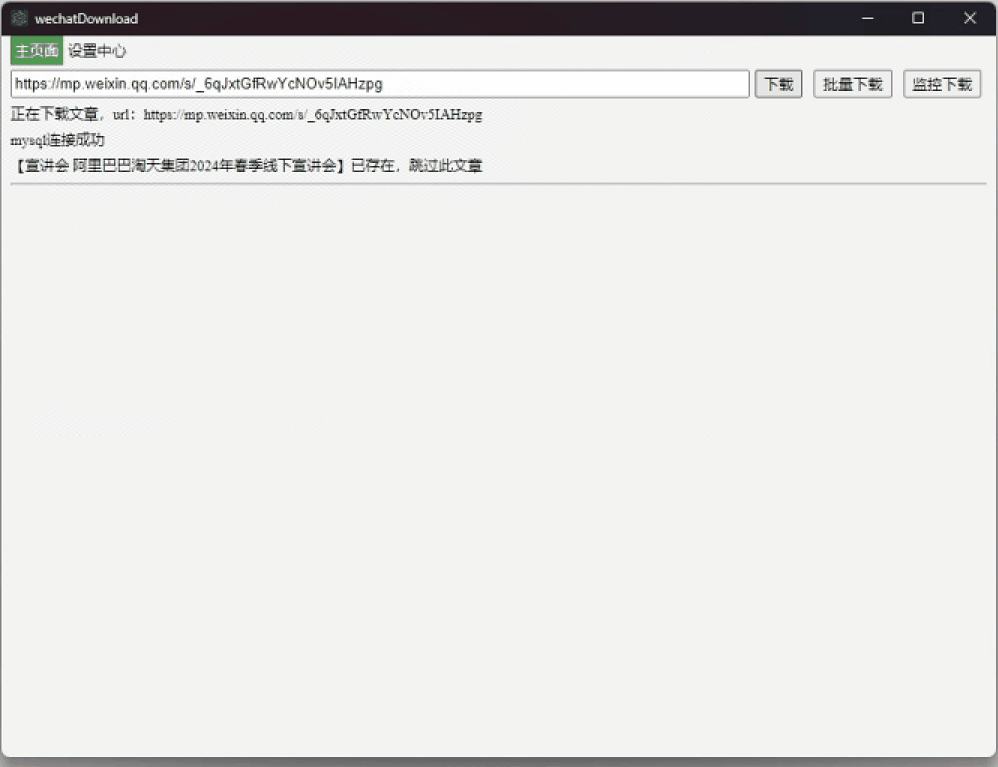 wechatDownload
主页面 设置中心
https://mp.weixin.qq.com/s/_6qJxtGfRwYcNOv5IAHzpg 下载 批量下载 监控下载
正在下载文章，url：https://mp.weixin.qq.com/s/_6qJxtGfRwYcNOv5IAHzpg
mysql连接成功
【宣讲会 阿里巴巴淘天集团2024年春季线下宣讲会】已存在，跳过此文章